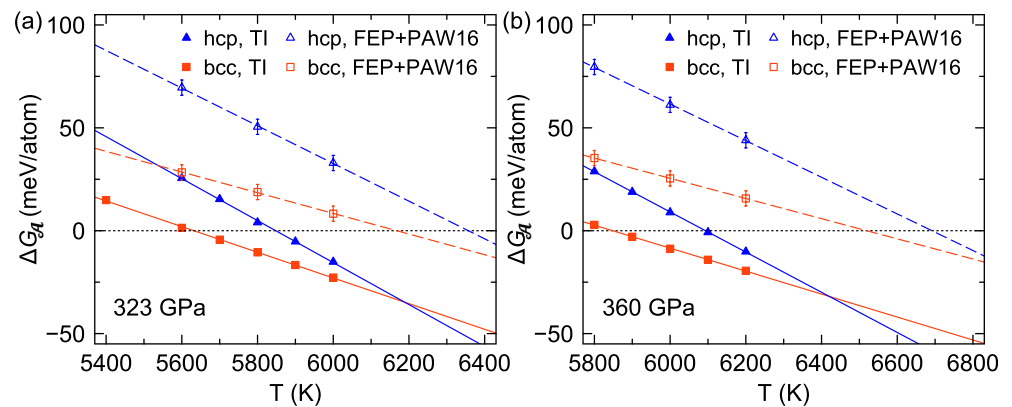 (a)
hcp, TI
hcp, FEP+PAW16
bcc, TI
bcc, FEP+PAW16
100
50
0
−50
ΔG𝒜 (meV/atom)
323 GPa
5400 5600 5800 6000 6200 6400
T (K)
(b)
hcp, TI
hcp, FEP+PAW16
bcc, TI
bcc, FEP+PAW16
100
50
0
−50
ΔG𝒜 (meV/atom)
360 GPa
5800 6000 6200 6400 6600 6800
T (K)